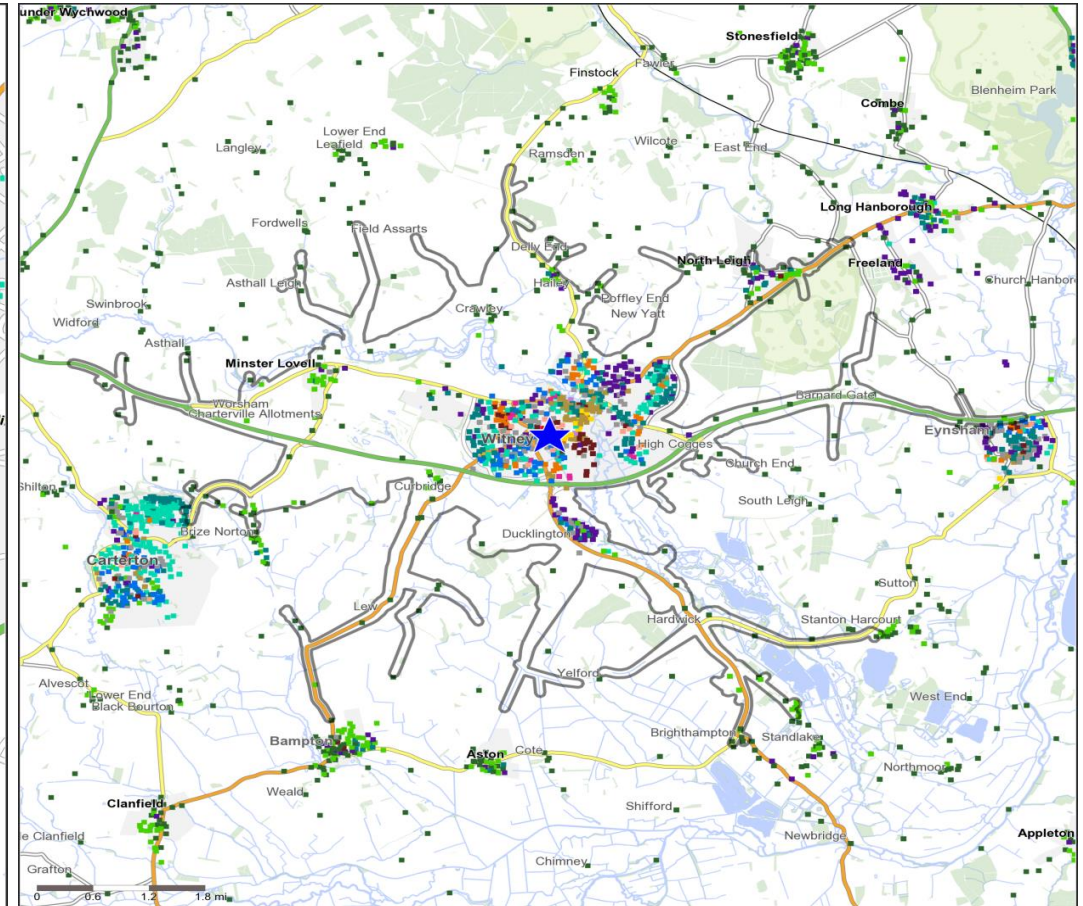 under Wychwood
Stonesfield
Fawler
Finstock
Blenheim Park
Combe
Lower End
Leafield
Langley
Ramsden
Wilcote
East End
Long Hanborough
Fordwells
Field Assarts
Delly End
North Leigh
Freeland
Asthall Leigh
Hailey
Church Hanbor
Poffley End
New Yatt
Swinbrook
Crawley
Widford
Asthall
Minster Lovell
Worsham
Charterville Allotments
Barnard Gate
Witney
High Cogges
Eynsham
Church End
Shilton
Curbridge
South Leigh
Brize Norton
Ducklington
Carterton
Sutton
Lew
Hardwick
Stanton Harcourt
Alvescot
Yelford
Lower End
Black Bourton
West End
Bampton
Brighthampton
Standlake
Aston
Cote
Northmoor
Weald
Clanfield
Shifford
le Clanfield
Newbridge
Appleton
Chimney
Grafton
0 0.6 1.2 1.8 mi